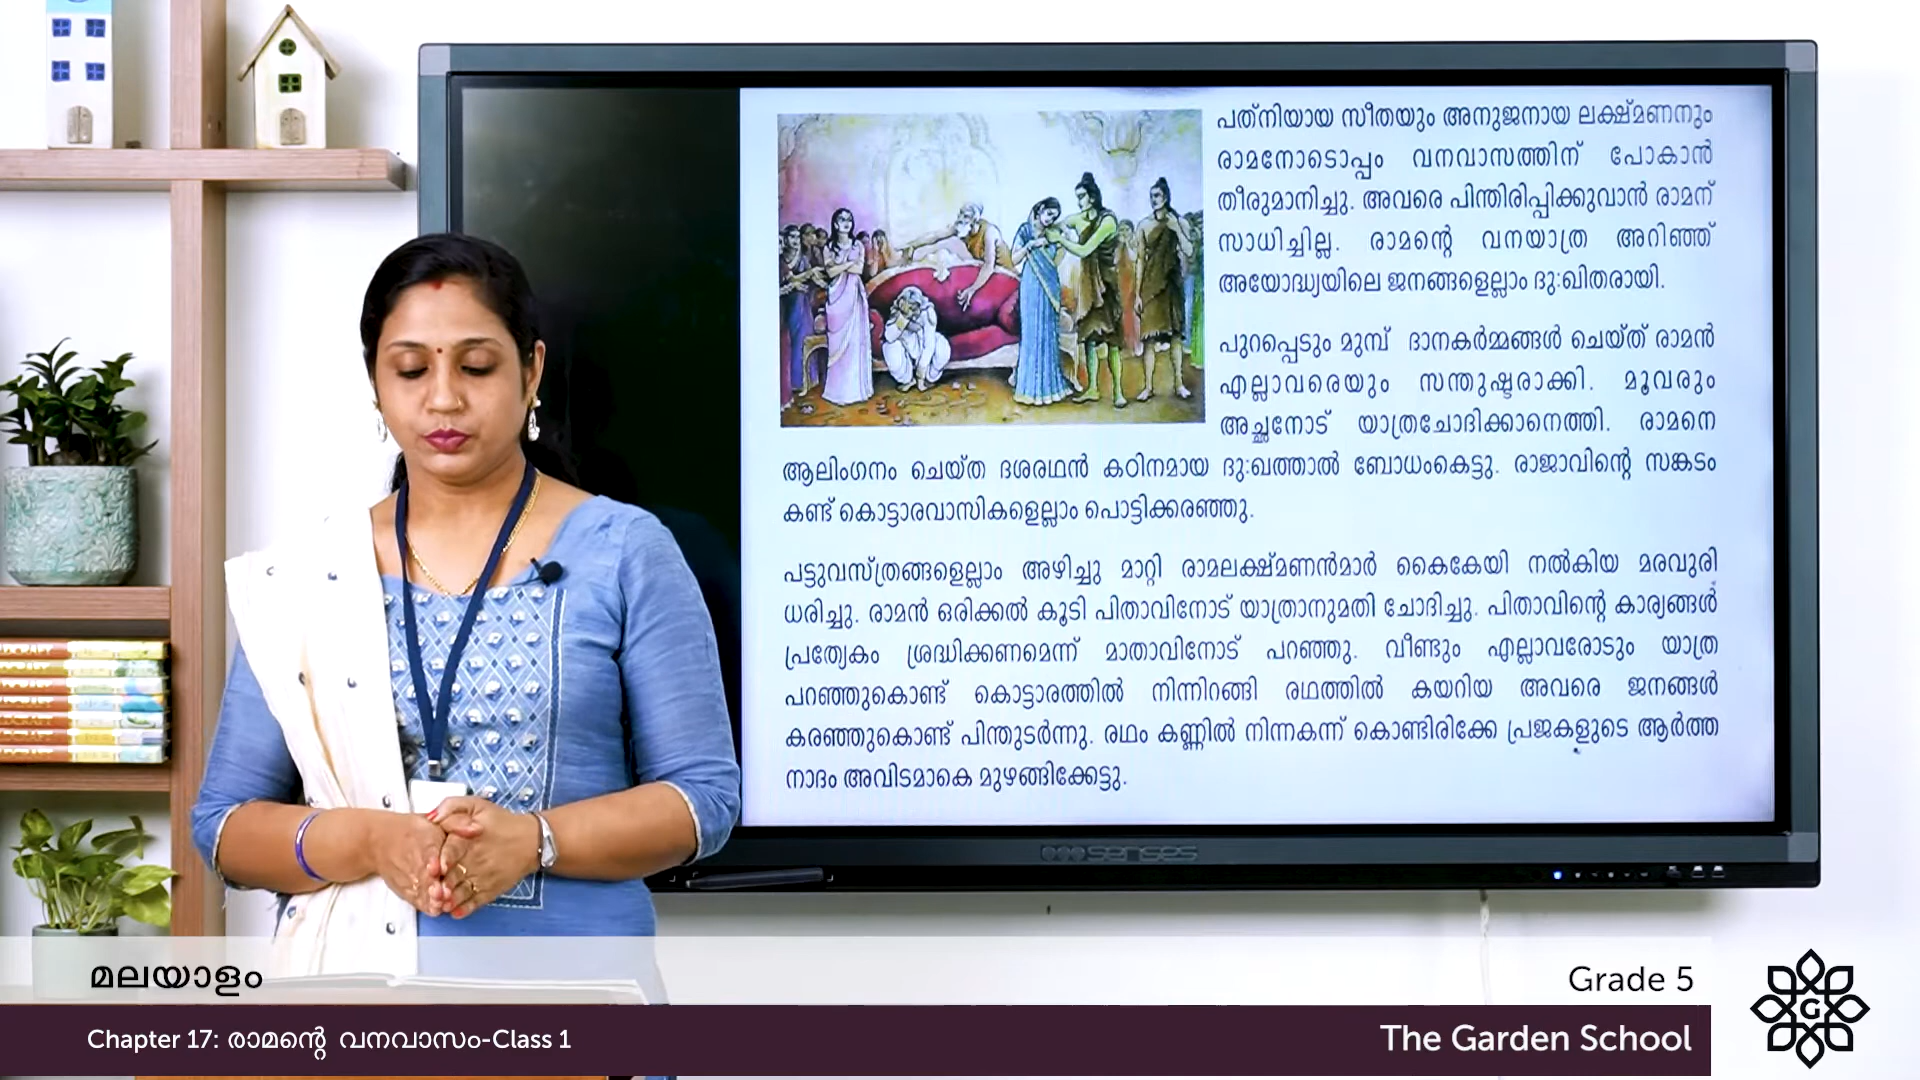 പത്നിയായ സീതയും അനുജനായ ലക്ഷ്മണനും
രാമനോടൊപ്പം വനവാസത്തിന് പോകാൻ
തീരുമാനിച്ചു. അവരെ പിന്തിരിപ്പിക്കുവാൻ രാമന്
സാധിച്ചില്ല. രാമന്റെ വനയാത്ര അറിഞ്ഞ്
അയോദ്ധ്യയിലെ ജനങ്ങളെല്ലാം ദു:ഖിതരായി.
പുറപ്പെടും മുമ്പ് ദാനകർമ്മങ്ങൾ ചെയ്ത് രാമൻ
എല്ലാവരെയും സന്തുഷ്ടരാക്കി. മൂവരും
അച്ഛനോട് യാത്രചോദിക്കാനെത്തി. രാമനെ
ആലിംഗനം ചെയ്ത ദശരഥൻ കഠിനമായ ദു:ഖത്താൽ ബോധംകെട്ടു. രാജാവിന്റെ സങ്കടം
കണ്ട് കൊട്ടാരവാസികളെല്ലാം പൊട്ടിക്കരഞ്ഞു.
പട്ടുവസ്ത്രങ്ങളെല്ലാം അഴിച്ചു മാറ്റി രാമലക്ഷ്മണൻമാർ കൈകേയി നൽകിയ മരവുരി
ധരിച്ചു. രാമൻ ഒരിക്കൽ കൂടി പിതാവിനോട് യാത്രാനുമതി ചോദിച്ചു. പിതാവിന്റെ കാര്യങ്ങൾ
പ്രത്യേകം ശ്രദ്ധിക്കണമെന്ന് മാതാവിനോട് പറഞ്ഞു. വീണ്ടും എല്ലാവരോടും യാത്ര
പറഞ്ഞുകൊണ്ട് കൊട്ടാരത്തിൽ നിന്നിറങ്ങി രഥത്തിൽ കയറിയ അവരെ ജനങ്ങൾ
കരഞ്ഞുകൊണ്ട് പിന്തുടർന്നു. രഥം കണ്ണിൽ നിന്നകന്ന് കൊണ്ടിരിക്കേ പ്രജകളുടെ ആർത്ത
നാദം അവിടമാകെ മുഴങ്ങിക്കേട്ടു.
senses
മലയാളം
Grade 5
Chapter 17: രാമന്റെ വനവാസം-Class 1
The Garden School
G